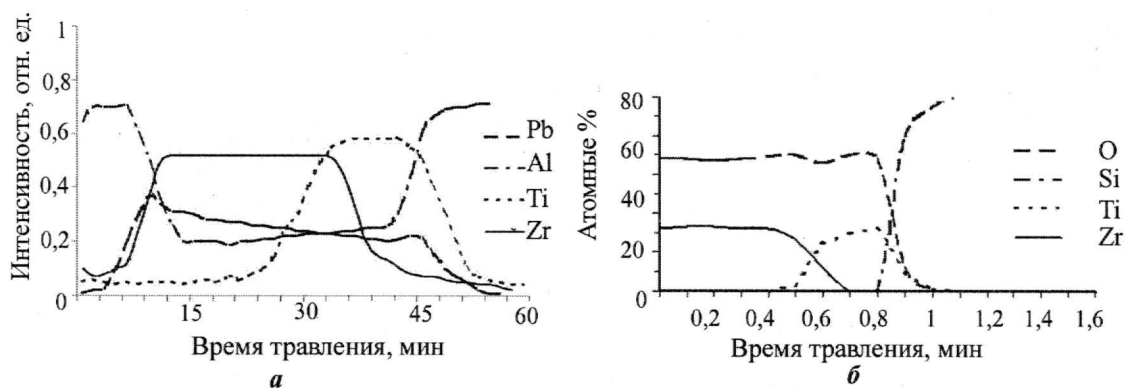 Интенсивность, отн. ед.
1
0,8
0,6
0,4
0,2
0
15
30
45
60
Время травления, мин
а
Pb
Al
Ti
Zr
Атомные %
80
60
40
20
0
0,2
0,4
0,6
0,8
1
1,2
1,4
1,6
Время травления, мин
б
O
Si
Ti
Zr